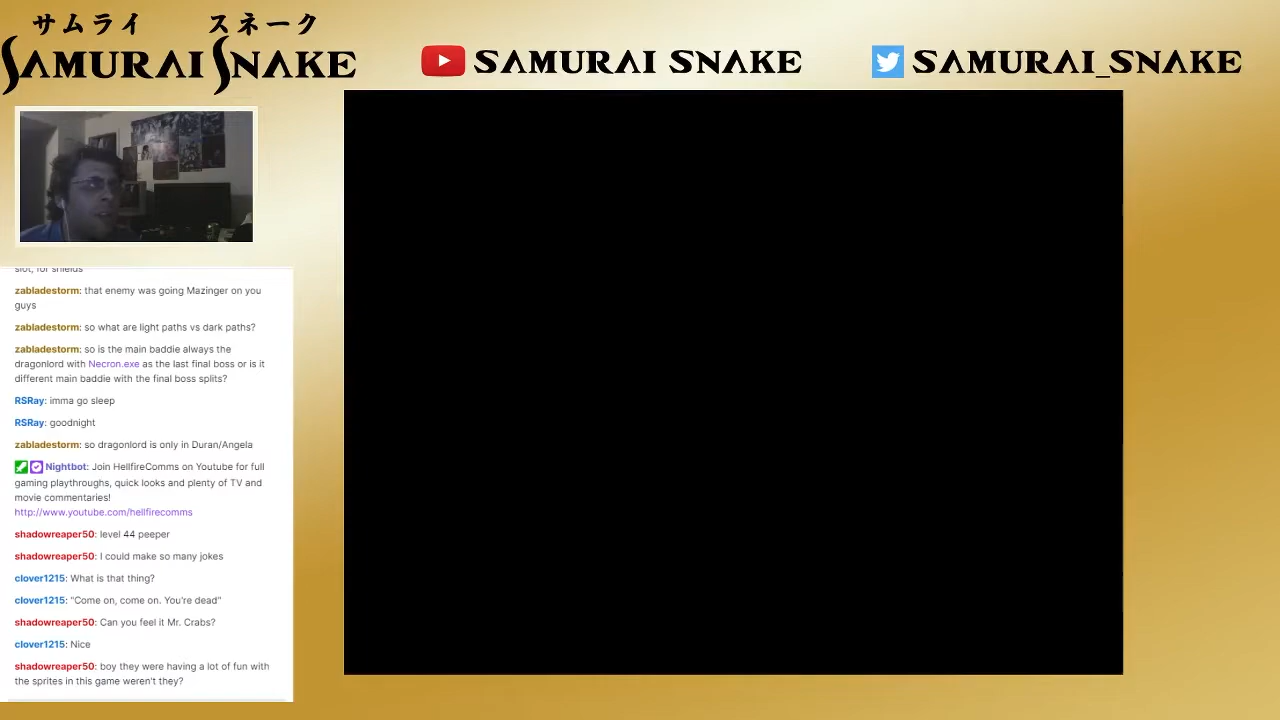 サムライ スネーク
SAMURAI SNAKE
SAMURAI SNAKE
SAMURAI_SNAKE
slot, for shields
zabladestorm: that enemy was going Mazinger on you
guys
zabladestorm: so what are light paths vs dark paths?
zabladestorm: so is the main baddie always the
dragonlord with Necron.exe as the last final boss or is it
different main baddie with the final boss splits?
RSRay: imma go sleep
RSRay: goodnight
zabladestorm: so dragonlord is only in Duran/Angela
Nightbot: Join HellfireComms on Youtube for full
gaming playthroughs, quick looks and plenty of TV and
movie commentaries!
http://www.youtube.com/hellfirecomms
shadowreaper50: level 44 peeper
shadowreaper50: I could make so many jokes
clover1215: What is that thing?
clover1215: "Come on, come on. You're dead"
shadowreaper50: Can you feel it Mr. Crabs?
clover1215: Nice
shadowreaper50: boy they were having a lot of fun with
the sprites in this game weren't they?